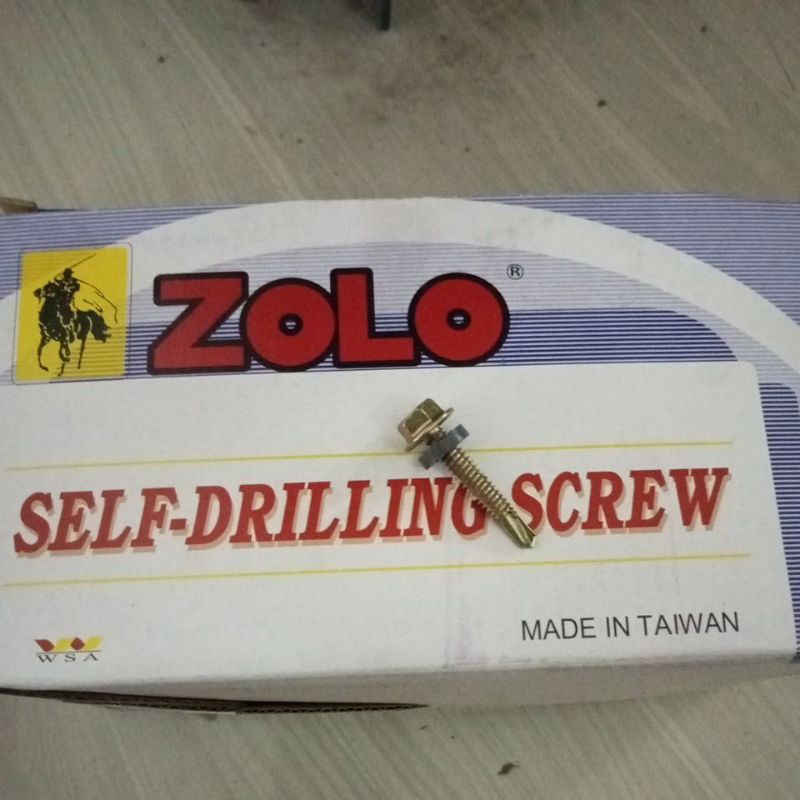 ZOLO®
SELF-DRILLING SCREW
MADE IN TAIWAN
WSA